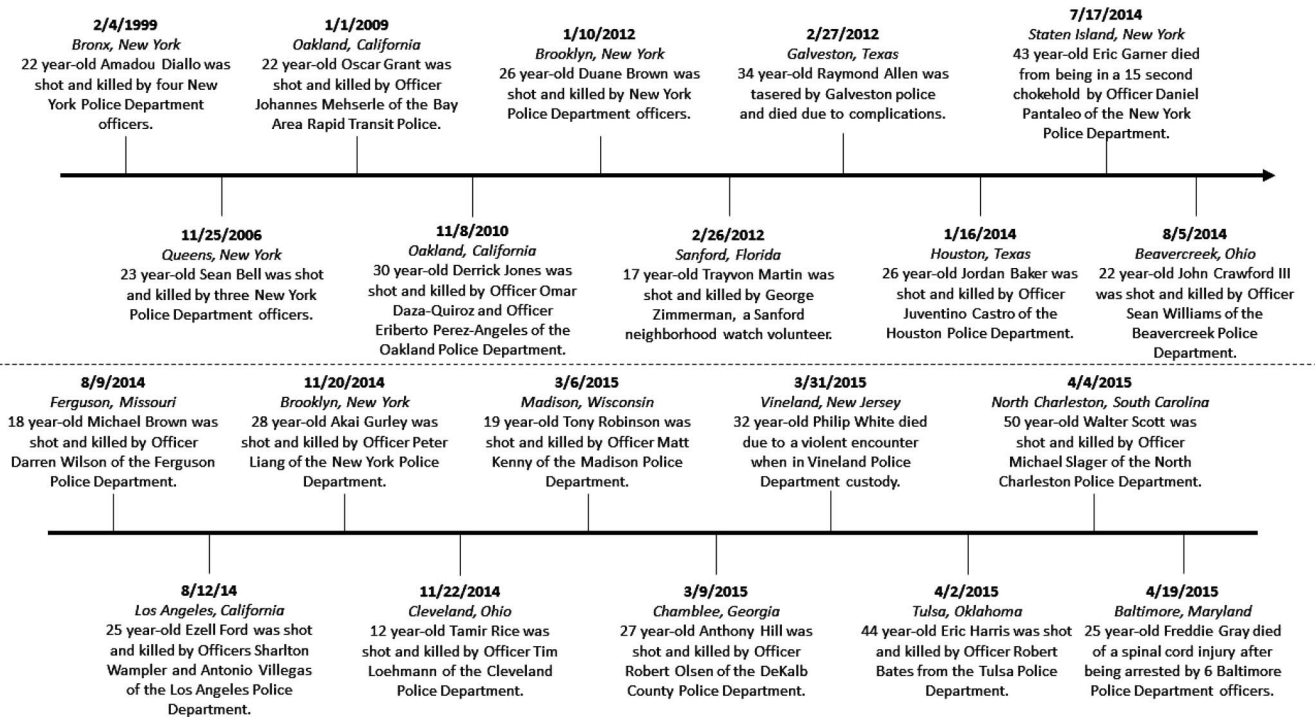 2/4/1999
Bronx, New York
22 year-old Amadou Diallo was
shot and killed by four New
York Police Department
officers.
1/1/2009
Oakland, California
22 year-old Oscar Grant was
shot and killed by Officer
Johannes Mehserle of the Bay
Area Rapid Transit Police.
1/10/2012
Brooklyn, New York
26 year-old Duane Brown was
shot and killed by New York
Police Department officers.
2/27/2012
Galveston, Texas
34 year-old Raymond Allen was
tasered by Galveston police
and died due to complications.
7/17/2014
Staten Island, New York
43 year-old Eric Garner died
from being in a 15 second
chokehold by Officer Daniel
Pantaleo of the New York
Police Department.
11/25/2006
Queens, New York
23 year-old Sean Bell was shot
and killed by three New York
Police Department officers.
11/8/2010
Oakland, California
30 year-old Derrick Jones was
shot and killed by Officer Omar
Daza-Quiroz and Officer
Eriberto Perez-Angeles of the
Oakland Police Department.
2/26/2012
Sanford, Florida
17 year-old Trayvon Martin was
shot and killed by George
Zimmerman, a Sanford
neighborhood watch volunteer.
1/16/2014
Houston, Texas
26 year-old Jordan Baker was
shot and killed by Officer
Juventino Castro of the
Houston Police Department.
8/5/2014
Beavercreek, Ohio
22 year-old John Crawford III
was shot and killed by Officer
Sean Williams of the
Beavercreek Police
Department.
8/9/2014
Ferguson, Missouri
18 year-old Michael Brown was
shot and killed by Officer
Darren Wilson of the Ferguson
Police Department.
11/20/2014
Brooklyn, New York
28 year-old Akai Gurley was
shot and killed by Officer Peter
Liang of the New York Police
Department.
3/6/2015
Madison, Wisconsin
19 year-old Tony Robinson was
shot and killed by Officer Matt
Kenny of the Madison Police
Department.
3/31/2015
Vineland, New Jersey
32 year-old Philip White died
due to a violent encounter
when in Vineland Police
Department custody.
4/4/2015
North Charleston, South Carolina
50 year-old Walter Scott was
shot and killed by Officer
Michael Slager of the North
Charleston Police Department.
8/12/14
Los Angeles, California
25 year-old Ezell Ford was shot
and killed by Officers Sharlton
Wampler and Antonio Villegas
of the Los Angeles Police
Department.
11/22/2014
Cleveland, Ohio
12 year-old Tamir Rice was
shot and killed by Officer Tim
Loehmann of the Cleveland
Police Department.
3/9/2015
Chamblee, Georgia
27 year-old Anthony Hill was
shot and killed by Officer
Robert Olsen of the DeKalb
County Police Department.
4/2/2015
Tulsa, Oklahoma
44 year-old Eric Harris was shot
and killed by Officer Robert
Bates from the Tulsa Police
Department.
4/19/2015
Baltimore, Maryland
25 year-old Freddie Gray died
of a spinal cord injury after
being arrested by 6 Baltimore
Police Department officers.